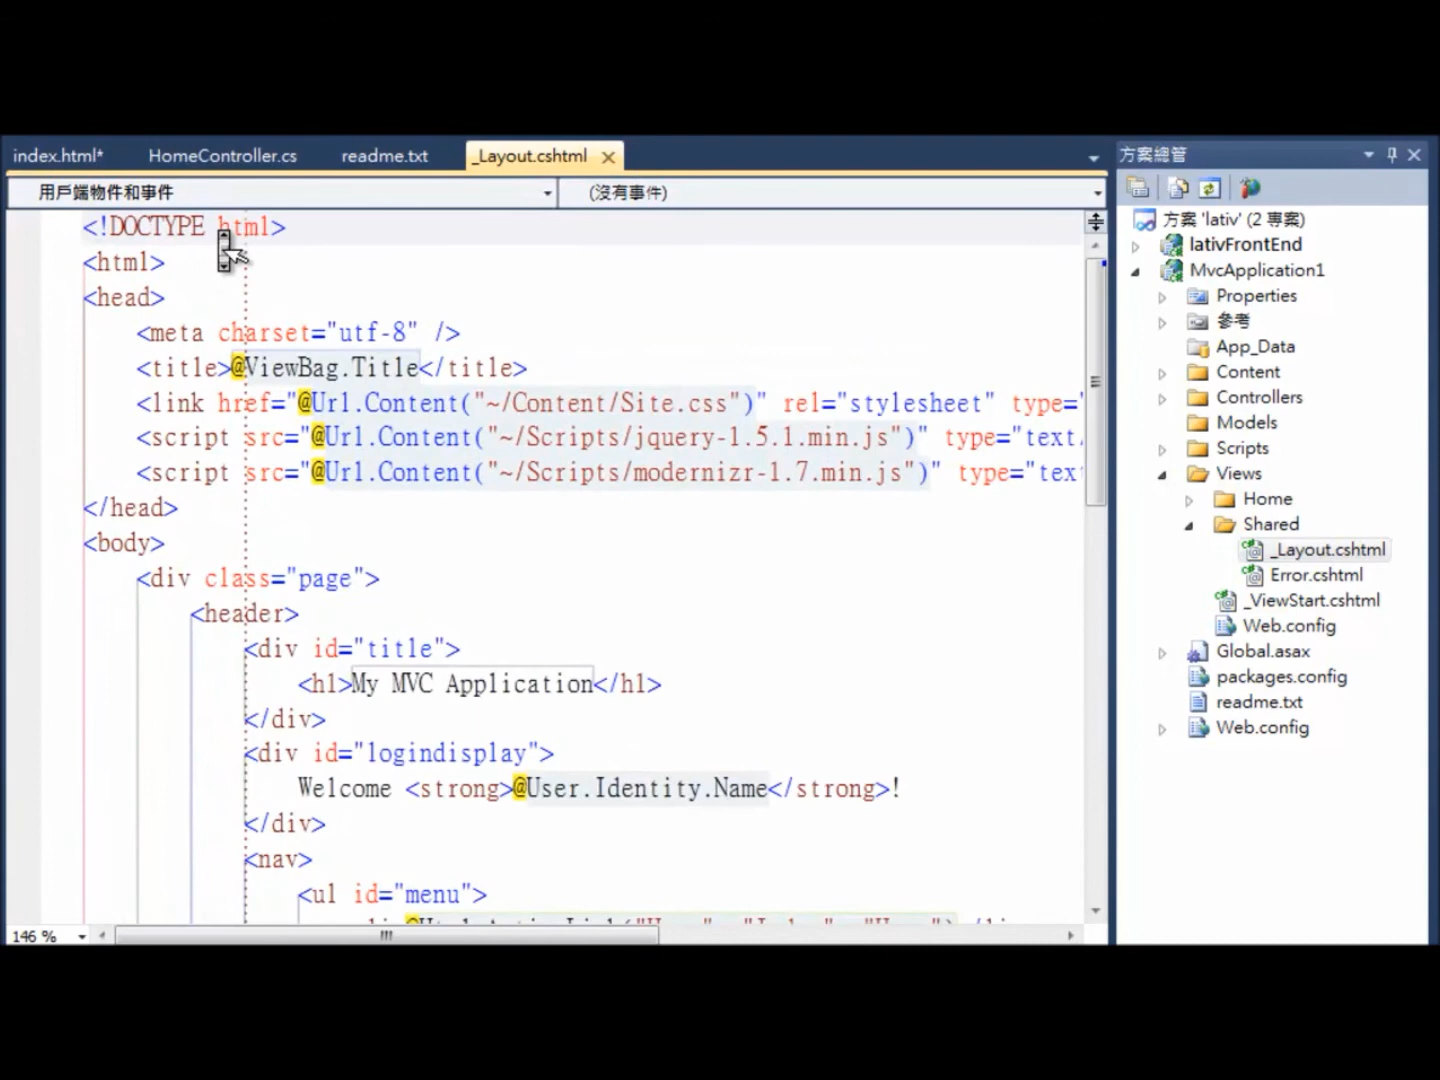 index.html* HomeController.cs readme.txt _Layout.cshtml
用戶端物件和事件 (沒有事件)
<!DOCTYPE html>
<html>
<head>
<meta charset="utf-8" />
<title>@ViewBag.Title</title>
<link href="@Url.Content("~/Content/Site.css")" rel="stylesheet" type="
<script src="@Url.Content("~/Scripts/jquery-1.5.1.min.js")" type="text
<script src="@Url.Content("~/Scripts/modernizr-1.7.min.js")" type="tex
</head>
<body>
<div class="page">
<header>
<div id="title">
<h1>My MVC Application</h1>
</div>
<div id="logindisplay">
Welcome <strong>@User.Identity.Name</strong>!
</div>
<nav>
<ul id="menu">
146 %
方案總管
方案 'lativ' (2 專案)
lativFrontEnd
MvcApplication1
Properties
參考
App_Data
Content
Controllers
Models
Scripts
Views
Home
Shared
_Layout.cshtml
Error.cshtml
_ViewStart.cshtml
Web.config
Global.asax
packages.config
readme.txt
Web.config